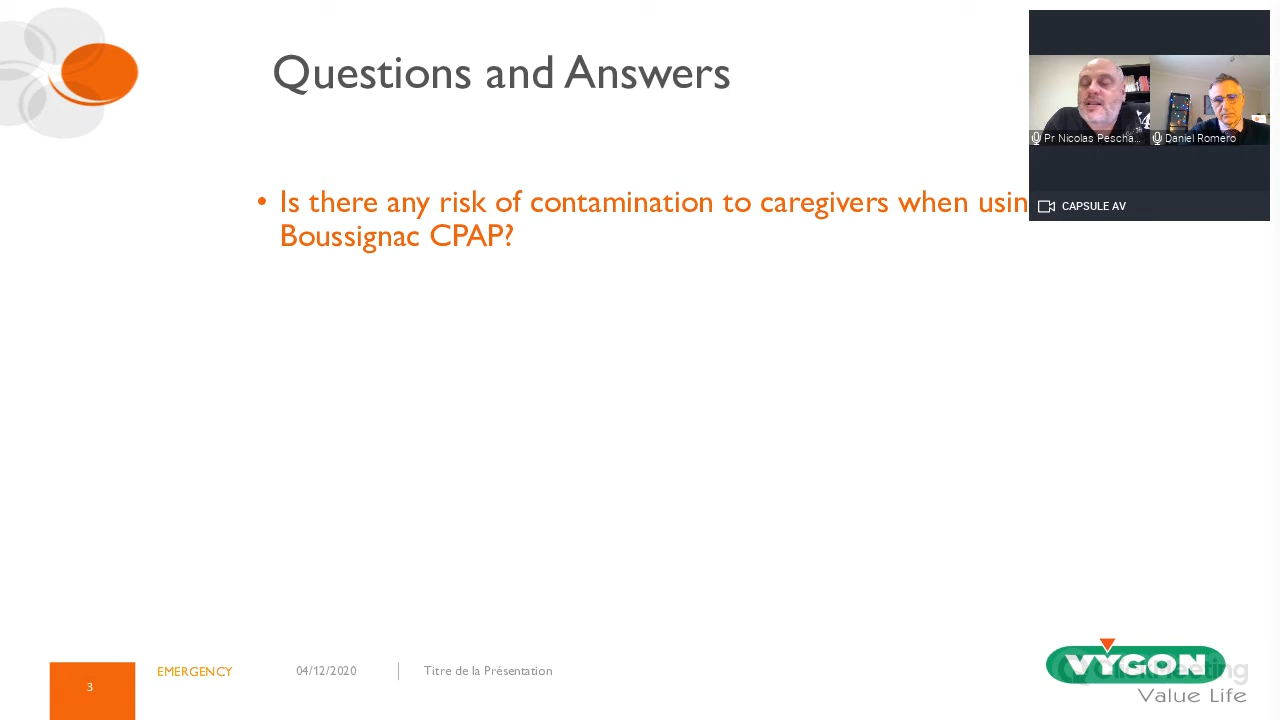 Questions and Answers
Pr Nicolas Pescha...
Daniel Romero
CAPSULE AV
• Is there any risk of contamination to caregivers when usin
Boussignac CPAP?
3
EMERGENCY
04/12/2020
Titre de la Présentation
VYGON
ClickMeeting
Value Life